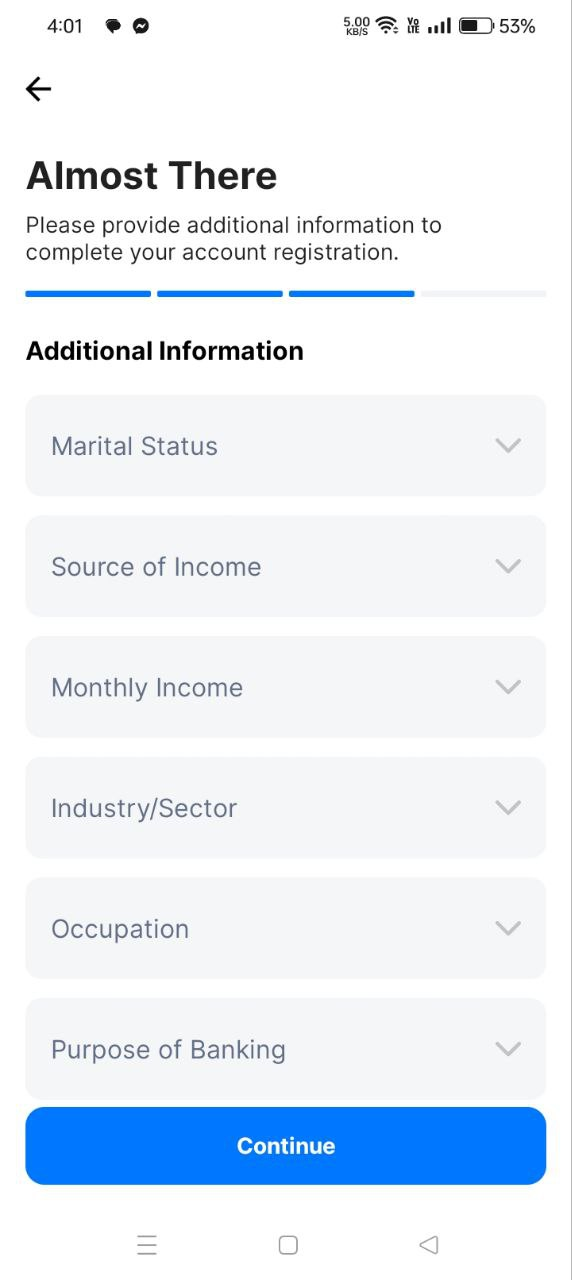 4:01 5.00 KB/S VO LTE 53%
Almost There
Please provide additional information to
complete your account registration.
Additional Information
Marital Status
Source of Income
Monthly Income
Industry/Sector
Occupation
Purpose of Banking
Continue